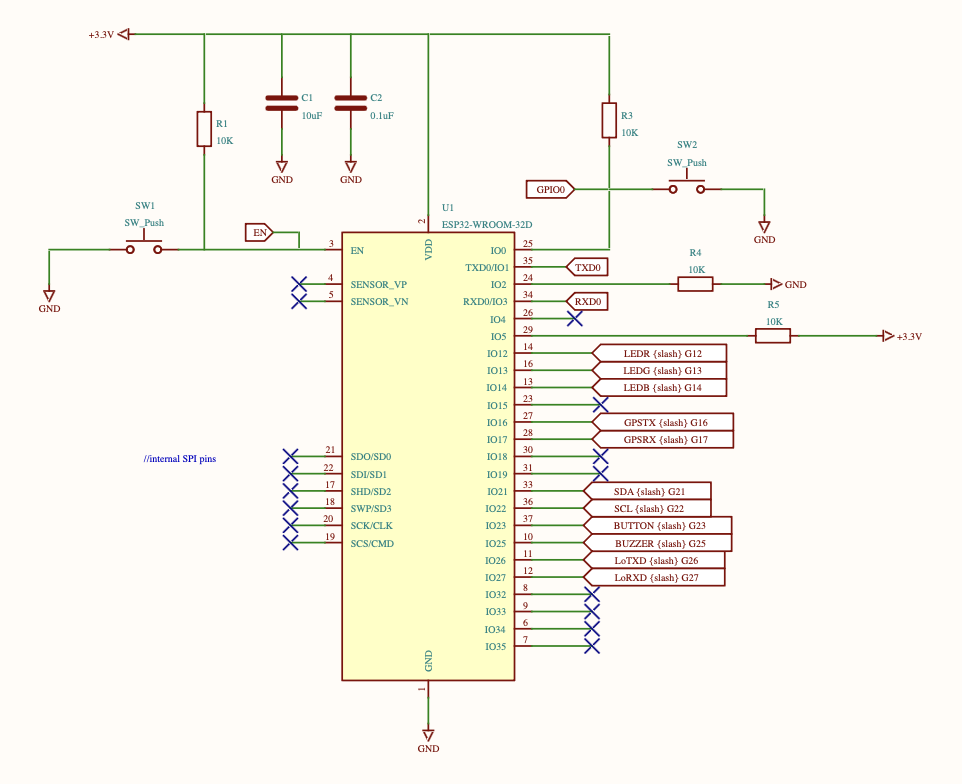 +3.3V
C1
10uF
C2
0.1uF
R1
10K
R3
10K
GND
GND
SW2
SW_Push
GPIO0
GND
SW1
SW_Push
GND
EN
U1
ESP32-WROOM-32D
2
VDD
3 EN
4 SENSOR_VP
5 SENSOR_VN
//internal SPI pins
21 SDO/SD0
22 SDI/SD1
17 SHD/SD2
18 SWP/SD3
20 SCK/CLK
19 SCS/CMD
IO0 25
TXD0/IO1 35 TXD0
IO2 24
R4
10K
GND
RXD0/IO3 34 RXD0
IO4 26
IO5 29
R5
10K
+3.3V
IO12 14 LEDR {slash} G12
IO13 16 LEDG {slash} G13
IO14 13 LEDB {slash} G14
IO15 23
IO16 27 GPSTX {slash} G16
IO17 28 GPSRX {slash} G17
IO18 30
IO19 31
IO21 33 SDA {slash} G21
IO22 36 SCL {slash} G22
IO23 37 BUTTON {slash} G23
IO25 10 BUZZER {slash} G25
IO26 11 LoTXD {slash} G26
IO27 12 LoRXD {slash} G27
IO32 8
IO33 9
IO34 6
IO35 7
GND
1
GND